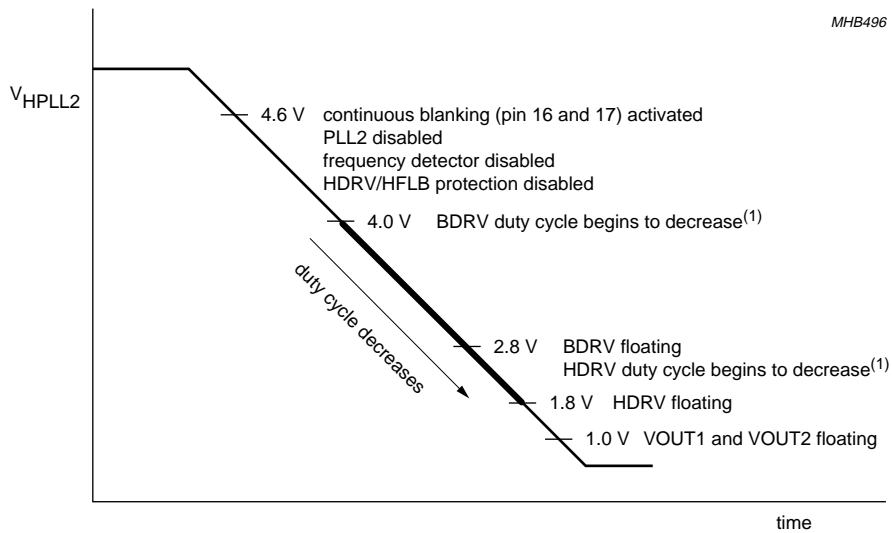 MHB496
VHPLL2
4.6 V continuous blanking (pin 16 and 17) activated
PLL2 disabled
frequency detector disabled
HDRV/HFLB protection disabled
4.0 V BDRV duty cycle begins to decrease(1)
duty cycle decreases
2.8 V BDRV floating
HDRV duty cycle begins to decrease(1)
1.8 V HDRV floating
1.0 V VOUT1 and VOUT2 floating
time